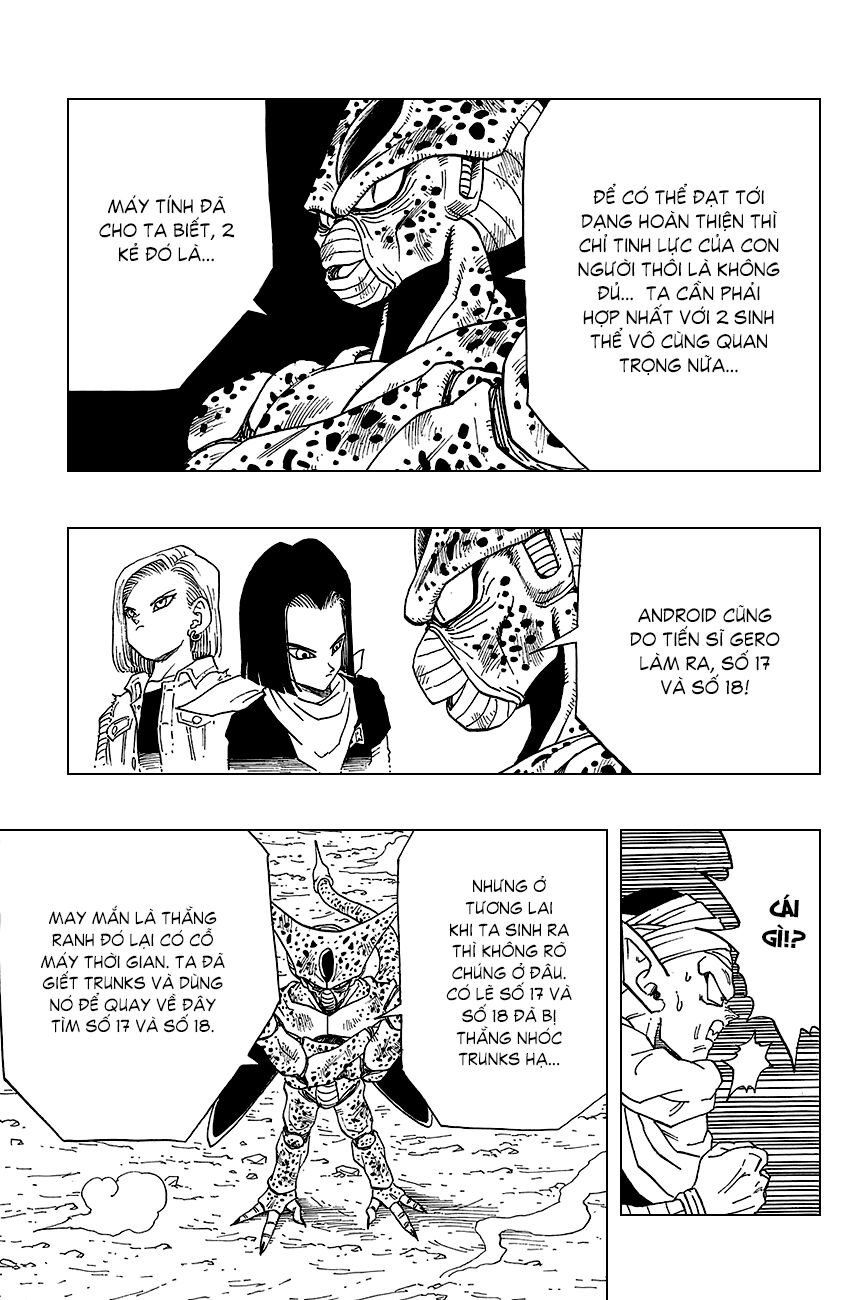 ĐỂ CÓ THỂ ĐẠT TỚI
DẠNG HOÀN THIỆN THÌ
CHỈ TINH LỰC CỦA CON
NGƯỜI THÔI LÀ KHÔNG
ĐỦ... TA CẦN PHẢI
HỢP NHẤT VỚI 2 SINH
THỂ VÔ CÙNG QUAN
TRỌNG NỮA...
MÁY TÍNH ĐÃ
CHO TA BIẾT, 2
KẺ ĐÓ LÀ...
ANDROID CŨNG
DO TIẾN SĨ GERO
LÀM RA, SỐ 17
VÀ SỐ 18!
CÁI
GÌ!?
NHƯNG Ở
TƯƠNG LAI
KHI TA SINH RA
THÌ KHÔNG RÕ
CHÚNG Ở ĐÂU.
CÓ LẼ SỐ 17 VÀ
SỐ 18 ĐÃ BỊ
THẰNG NHÓC
TRUNKS HẠ...
MAY MẮN LÀ THẰNG
RANH ĐÓ LẠI CÓ CỖ
MÁY THỜI GIAN. TA ĐÃ
GIẾT TRUNKS VÀ DÙNG
NÓ ĐỂ QUAY VỀ ĐÂY
TÌM SỐ 17 VÀ SỐ 18.